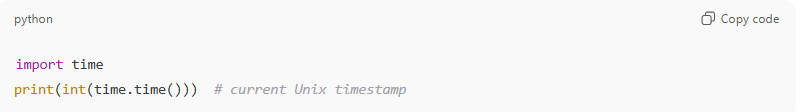 python
Copy code
import time
print(int(time.time()))  # current Unix timestamp